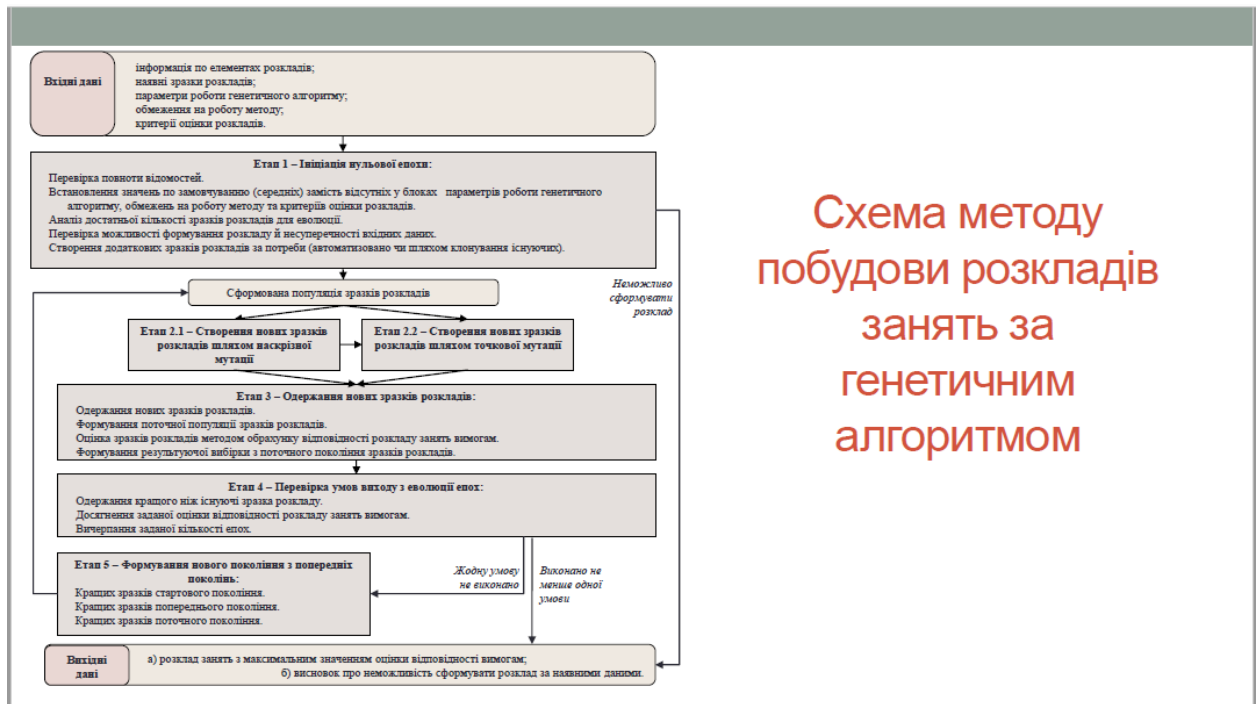 Вхідні дані
інформація по елементах розкладів;
наявні зразки розкладів;
параметри роботи генетичного алгоритму;
обмеження на роботу методу;
критерії оцінки розкладів.
Етап 1 – Ініціація нульової епохи:
Перевірка повноти відомостей.
Встановлення значень по замовчуванню (середніх) замість відсутніх у блоках параметрів роботи генетичного
алгоритму, обмежень на роботу методу та критеріїв оцінки розкладів.
Аналіз достатньої кількості зразків розкладів для еволюції.
Перевірка можливості формування розкладу й несуперечності вхідних даних.
Створення додаткових зразків розкладів за потреби (автоматизовано чи шляхом клонування існуючих).
Сформована популяція зразків розкладів
Неможливо
сформувати
розклад
Етап 2.1 – Створення нових зразків
розкладів шляхом наскрізної
мутації
Етап 2.2 – Створення нових зразків
розкладів шляхом точкової мутації
Етап 3 – Одержання нових зразків розкладів:
Одержання нових зразків розкладів.
Формування поточної популяції зразків розкладів.
Оцінка зразків розкладів методом обрахунку відповідності розкладу занять вимогам.
Формування результуючої вибірки з поточного покоління зразків розкладів.
Етап 4 – Перевірка умов виходу з еволюції епох:
Одержання кращого ніж існуючі зразка розкладу.
Досягнення заданої оцінки відповідності розкладу занять вимогам.
Вичерпання заданої кількості епох.
Етап 5 – Формування нового покоління з попередніх
поколінь:
Кращих зразків стартового покоління.
Кращих зразків попереднього покоління.
Кращих зразків поточного покоління.
Жодну умову
не виконано
Виконано не
менше одної
умови
Вихідні
дані
а) розклад занять з максимальним значенням оцінки відповідності вимогам;
б) висновок про неможливість сформувати розклад за наявними даними.
Схема методу
побудови розкладів
занять за
генетичним
алгоритмом